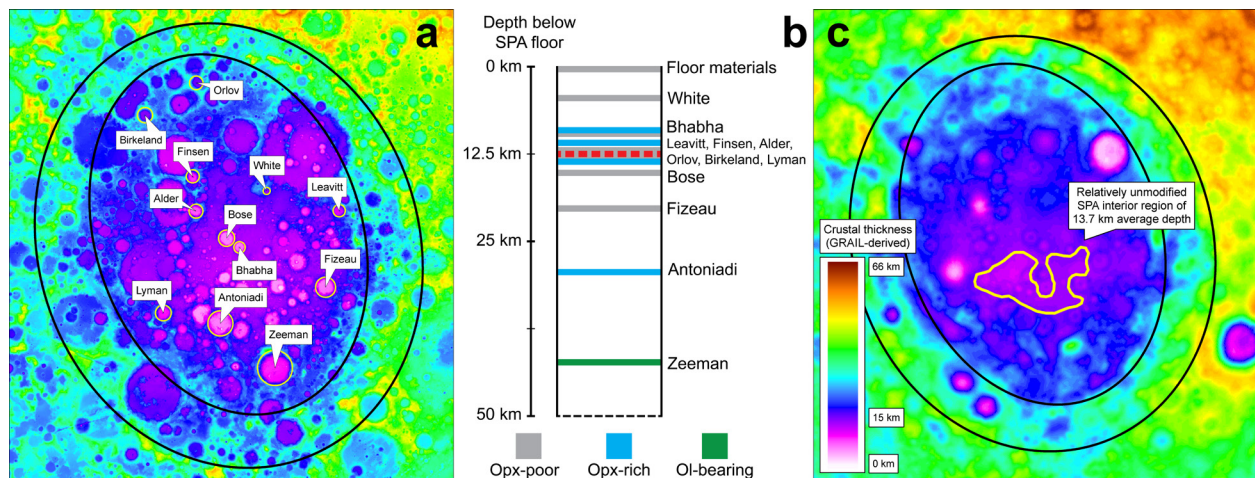 a
Orlov
Birkeland
Finsen
White
Leavitt
Alder
Bose
Bhabha
Fizeau
Lyman
Antoniadi
Zeeman
b
Depth below
SPA floor
0 km
12.5 km
25 km
50 km
Floor materials
White
Bhabha
Leavitt, Finsen, Alder,
Orlov, Birkeland, Lyman
Bose
Fizeau
Antoniadi
Zeeman
Opx-poor
Opx-rich
Ol-bearing
c
Relatively unmodified
SPA interior region of
13.7 km average depth
Crustal thickness
(GRAIL-derived)
66 km
15 km
0 km